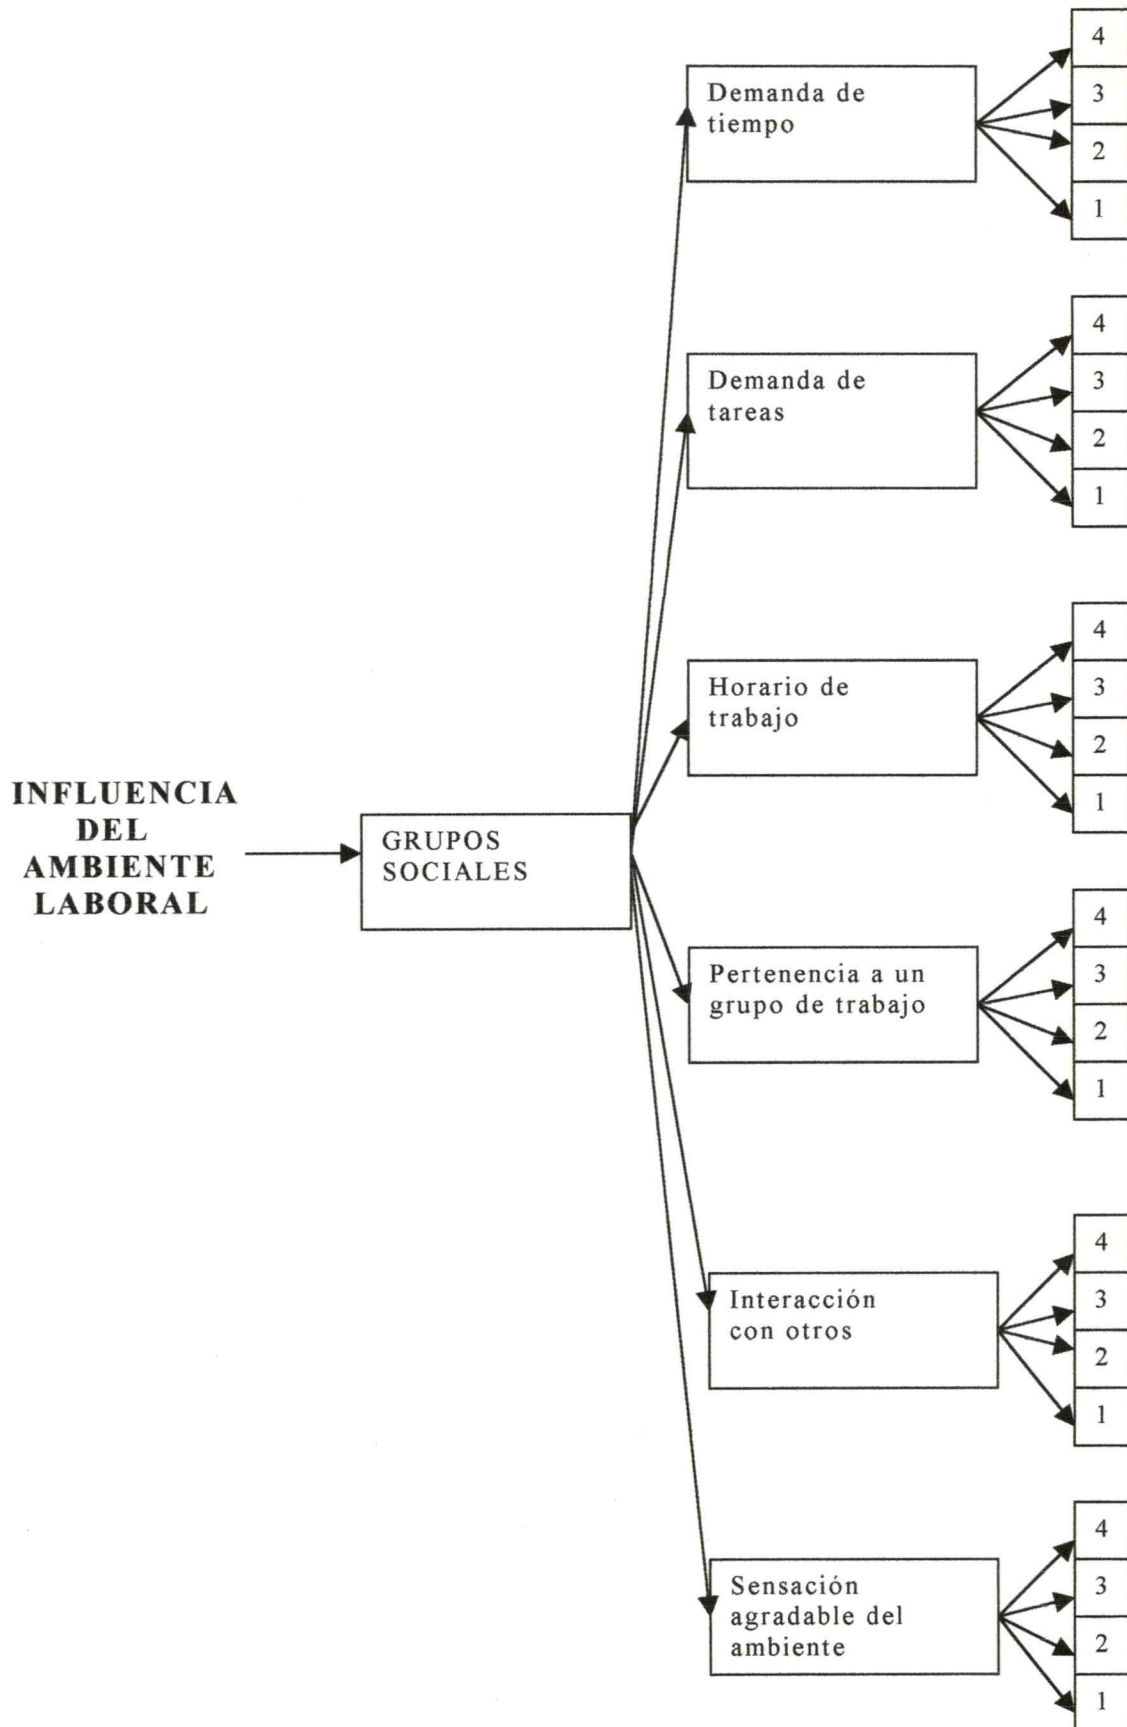 4
Demanda de
tiempo
3
2
1
4
Demanda de
tareas
3
2
1
4
Horario de
trabajo
3
2
1
INFLUENCIA
DEL
AMBIENTE
LABORAL
GRUPOS
SOCIALES
4
Pertenencia a un
grupo de trabajo
3
2
1
4
Interacción
con otros
3
2
1
4
Sensación
agradable del
ambiente
3
2
1